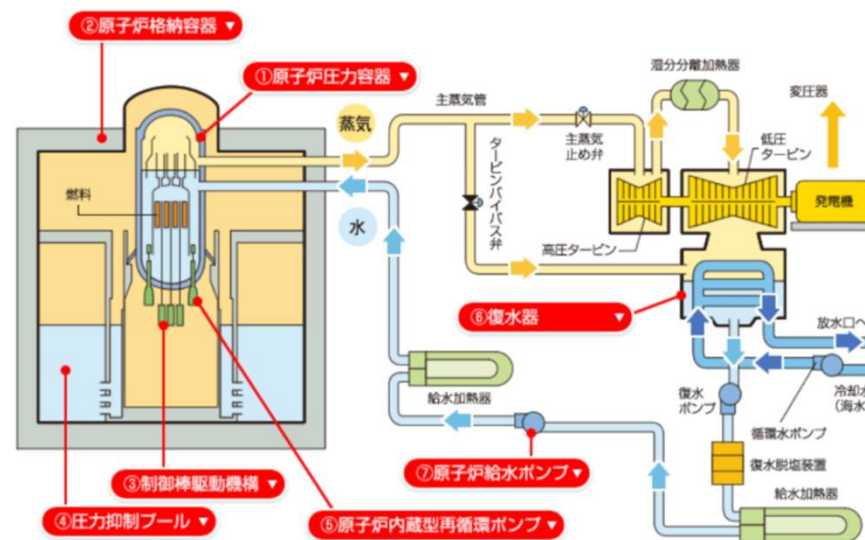 ②原子炉格納容器 ▼
①原子炉圧力容器 ▼
湿分分離加熱器
変圧器
主蒸気管
蒸気
主蒸気
止め弁
低圧
タービン
タービンバイパス弁
燃料
発電機
水
高圧タービン
⑥復水器 ▼
放水口へ
給水加熱器
復水
ポンプ
冷却水
(海水
循環水ポンプ
⑦原子炉給水ポンプ ▼
復水脱塩装置
③制御棒駆動機構 ▼
給水加熱器
④圧力抑制プール ▼
⑤原子炉内蔵型再循環ポンプ ▼